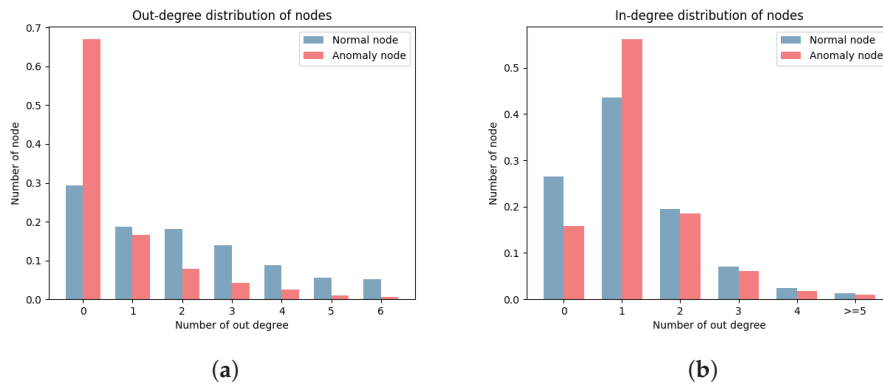 Out-degree distribution of nodes
Number of node
0.7
0.6
0.5
0.4
0.3
0.2
0.1
0.0
Normal node
Anomaly node
0 1 2 3 4 5 6
Number of out degree
(a)
In-degree distribution of nodes
Number of node
0.5
0.4
0.3
0.2
0.1
0.0
Normal node
Anomaly node
0 1 2 3 4 >=5
Number of out degree
(b)